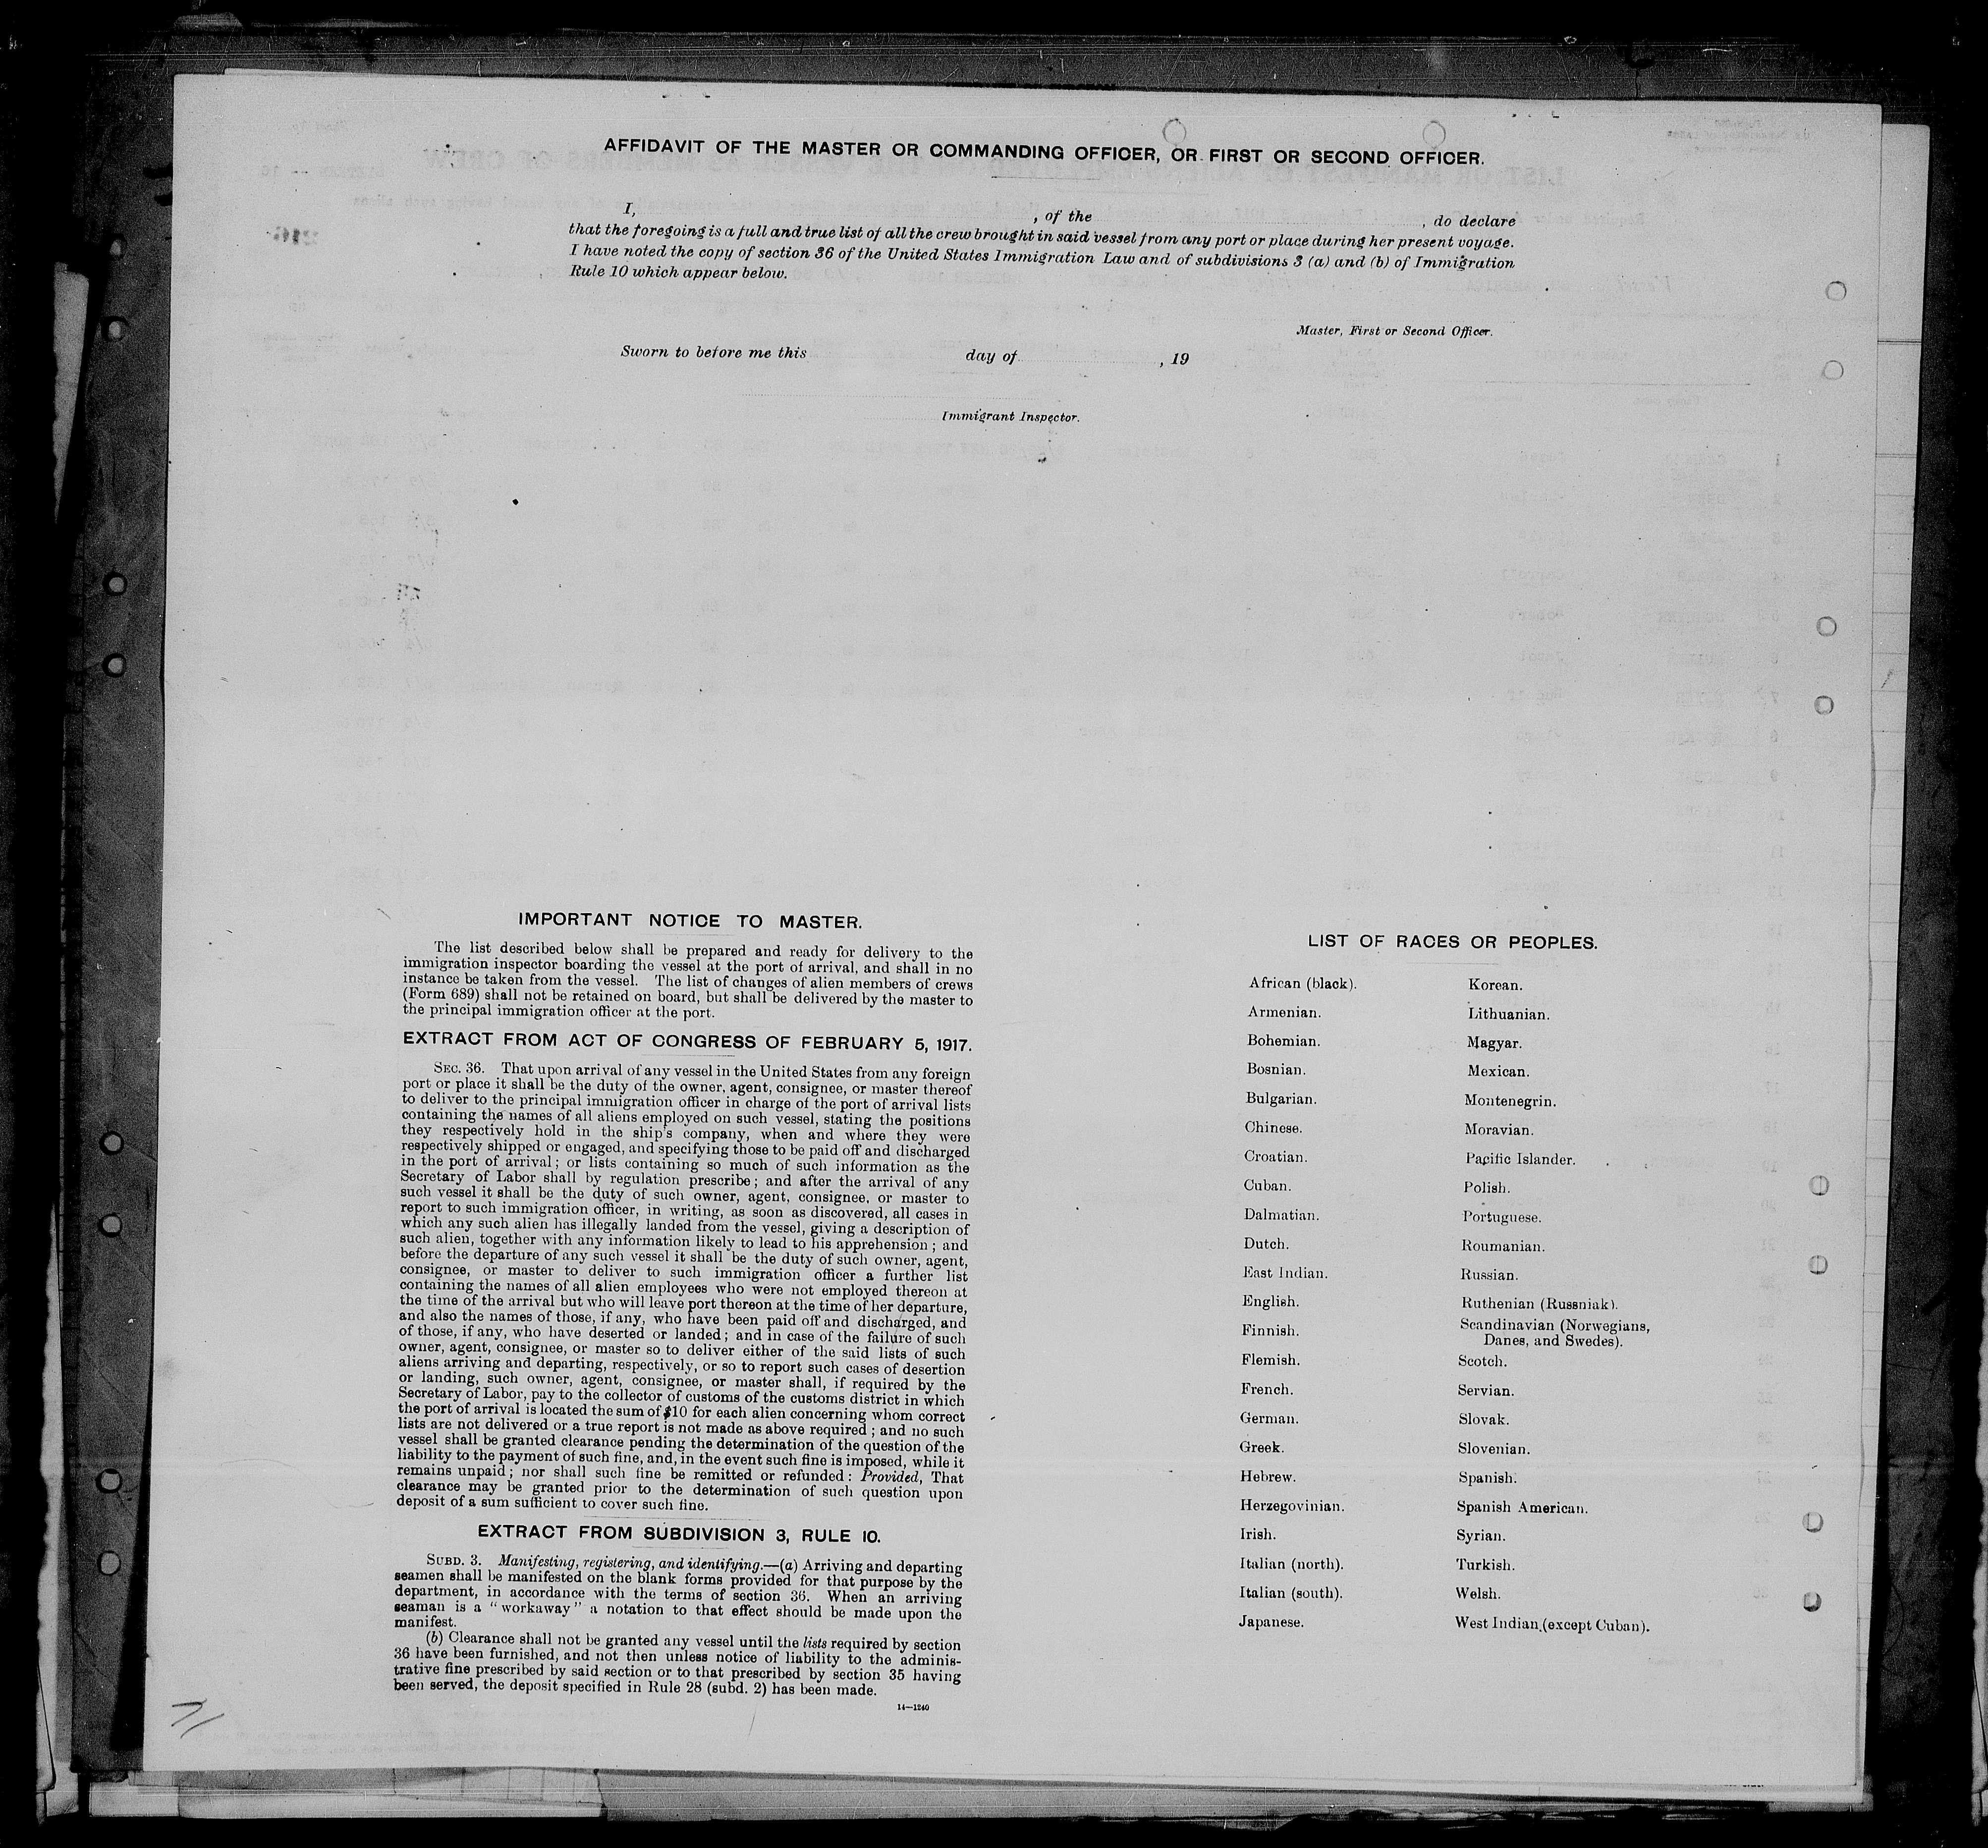 AFFIDAVIT OF THE MASTER OR COMMANDING OFFICER, OR FIRST OR SECOND OFFICER.
I, , of the , do declare
that the foregoing is a full and true list of all the crew brought in said vessel from any port or place during her present voyage.
I have noted the copy of section 36 of the United States Immigration Law and of subdivisions 3 (a) and (b) of Immigration
Rule 10 which appear below.
Master, First or Second Officer.
Sworn to before me this day of , 19
Immigrant Inspector.
IMPORTANT NOTICE TO MASTER.
The list described below shall be prepared and ready for delivery to the
immigration inspector boarding the vessel at the port of arrival, and shall in no
instance be taken from the vessel. The list of changes of alien members of crews
(Form 689) shall not be retained on board, but shall be delivered by the master to
the principal immigration officer at the port.
EXTRACT FROM ACT OF CONGRESS OF FEBRUARY 5, 1917.
SEC. 36. That upon arrival of any vessel in the United States from any foreign
port or place it shall be the duty of the owner, agent, consignee, or master thereof
to deliver to the principal immigration officer in charge of the port of arrival lists
containing the names of all aliens employed on such vessel, stating the positions
they respectively hold in the ship's company, when and where they were
respectively shipped or engaged, and specifying those to be paid off and discharged
in the port of arrival; or lists containing so much of such information as the
Secretary of Labor shall by regulation prescribe; and after the arrival of any
such vessel it shall be the duty of such owner, agent, consignee, or master to
report to such immigration officer, in writing, as soon as discovered, all cases in
which any such alien has illegally landed from the vessel, giving a description of
such alien, together with any information likely to lead to his apprehension; and
before the departure of any such vessel it shall be the duty of such owner, agent,
consignee, or master to deliver to such immigration officer a further list
containing the names of all alien employees who were not employed thereon at
the time of the arrival but who will leave port thereon at the time of her departure,
and also the names of those, if any, who have been paid off and discharged, and
of those, if any, who have deserted or landed; and in case of the failure of such
owner, agent, consignee, or master so to deliver either of the said lists of such
aliens arriving and departing, respectively, or so to report such cases of desertion
or landing, such owner, agent, consignee, or master shall, if required by the
Secretary of Labor, pay to the collector of customs of the customs district in which
the port of arrival is located the sum of $10 for each alien concerning whom correct
lists are not delivered or a true report is not made as above required; and no such
vessel shall be granted clearance pending the determination of the question of the
liability to the payment of such fine, and, in the event such fine is imposed, while it
remains unpaid; nor shall such fine be remitted or refunded: Provided, That
clearance may be granted prior to the determination of such question upon
deposit of a sum sufficient to cover such fine.
EXTRACT FROM SUBDIVISION 3, RULE 10.
SUBD. 3. Manifesting, registering, and identifying.—(a) Arriving and departing
seamen shall be manifested on the blank forms provided for that purpose by the
department, in accordance with the terms of section 36. When an arriving
seaman is a "workaway" a notation to that effect should be made upon the
manifest.
(b) Clearance shall not be granted any vessel until the lists required by section
36 have been furnished, and not then unless notice of liability to the adminis-
trative fine prescribed by said section or to that prescribed by section 35 having
been served, the deposit specified in Rule 28 (subd. 2) has been made.
14—1240
LIST OF RACES OR PEOPLES.
African (black).
Armenian.
Bohemian.
Bosnian.
Bulgarian.
Chinese.
Croatian.
Cuban.
Dalmatian.
Dutch.
East Indian.
English.
Finnish.
Flemish.
French.
German.
Greek.
Hebrew.
Herzegovinian.
Irish.
Italian (north).
Italian (south).
Japanese.
Korean.
Lithuanian.
Magyar.
Mexican.
Montenegrin.
Moravian.
Pacific Islander.
Polish.
Portuguese.
Roumanian.
Russian.
Ruthenian (Russniak).
Scandinavian (Norwegians,
Danes, and Swedes).
Scotch.
Servian.
Slovak.
Slovenian.
Spanish.
Spanish American.
Syrian.
Turkish.
Welsh.
West Indian (except Cuban).